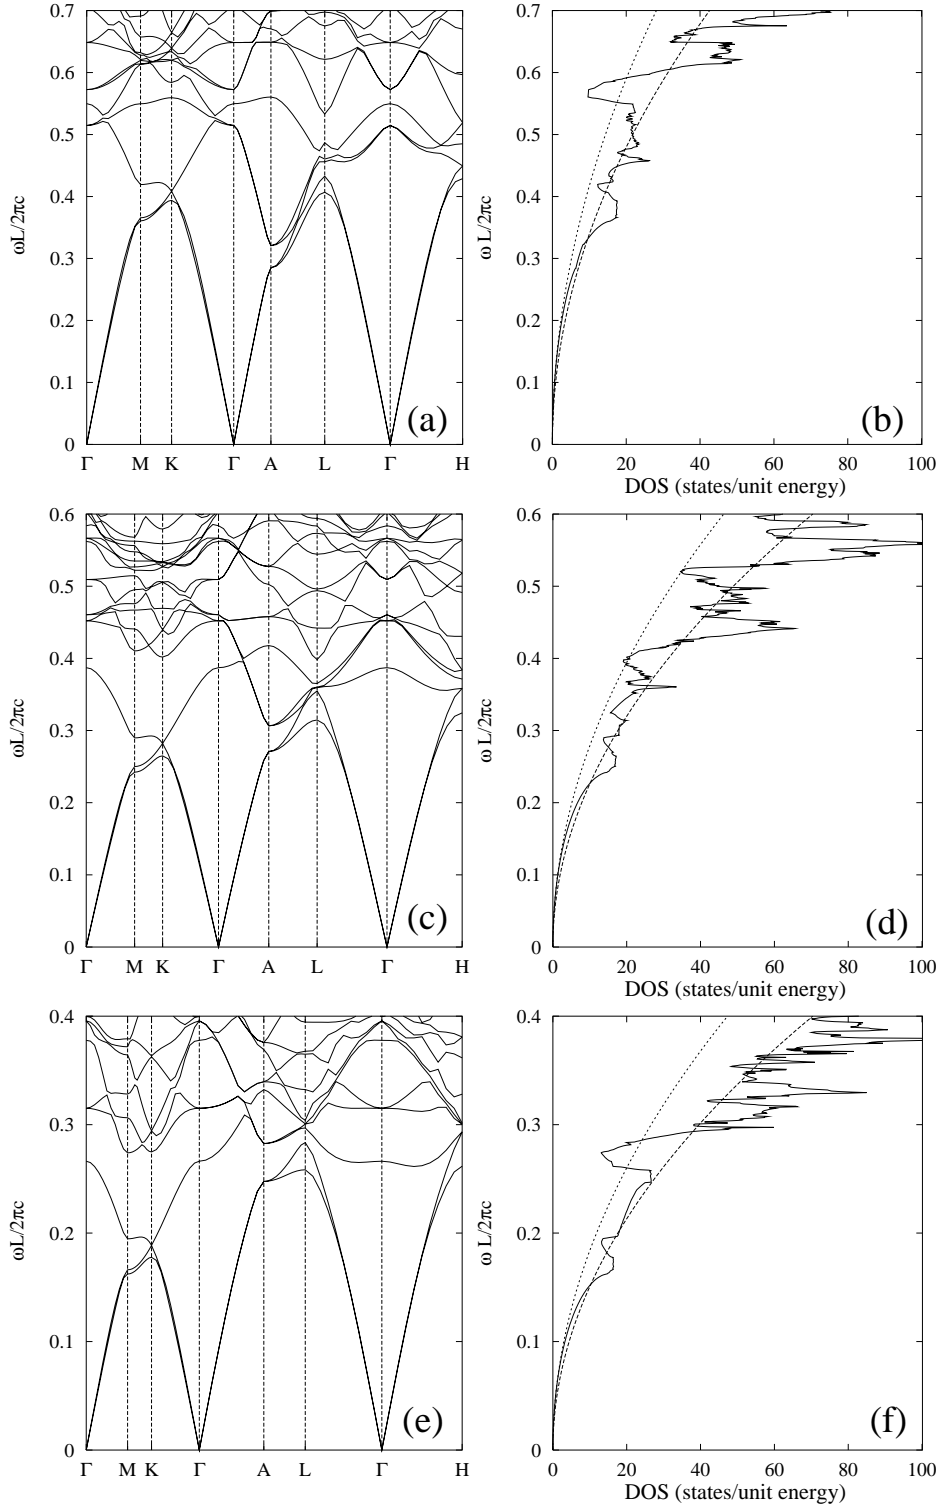 0.7
0.6
0.5
0.4
0.3
0.2
0.1
0
ωL/2πc
Γ M K Γ A L Γ H
(a)
0.7
0.6
0.5
0.4
0.3
0.2
0.1
0
ω L/2πc
0 20 40 60 80 100
DOS (states/unit energy)
(b)
0.6
0.5
0.4
0.3
0.2
0.1
0
ωL/2πc
Γ M K Γ A L Γ H
(c)
0.6
0.5
0.4
0.3
0.2
0.1
0
ω L/2πc
0 20 40 60 80 100
DOS (states/unit energy)
(d)
0.4
0.3
0.2
0.1
0
ωL/2πc
Γ M K Γ A L Γ H
(e)
0.4
0.3
0.2
0.1
0
ω L/2πc
0 20 40 60 80 100
DOS (states/unit energy)
(f)